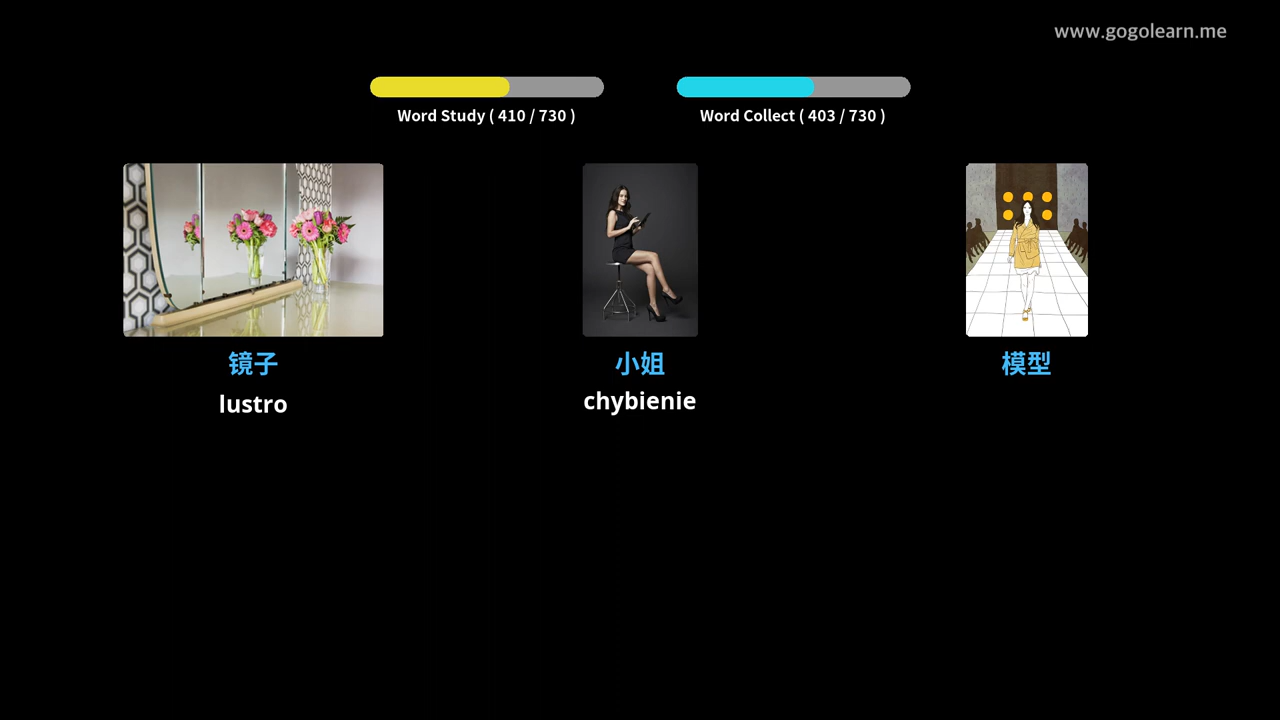 www.gogolearn.me
Word Study ( 410 / 730 )
Word Collect ( 403 / 730 )
镜子
小姐
模型
lustro
chybienie